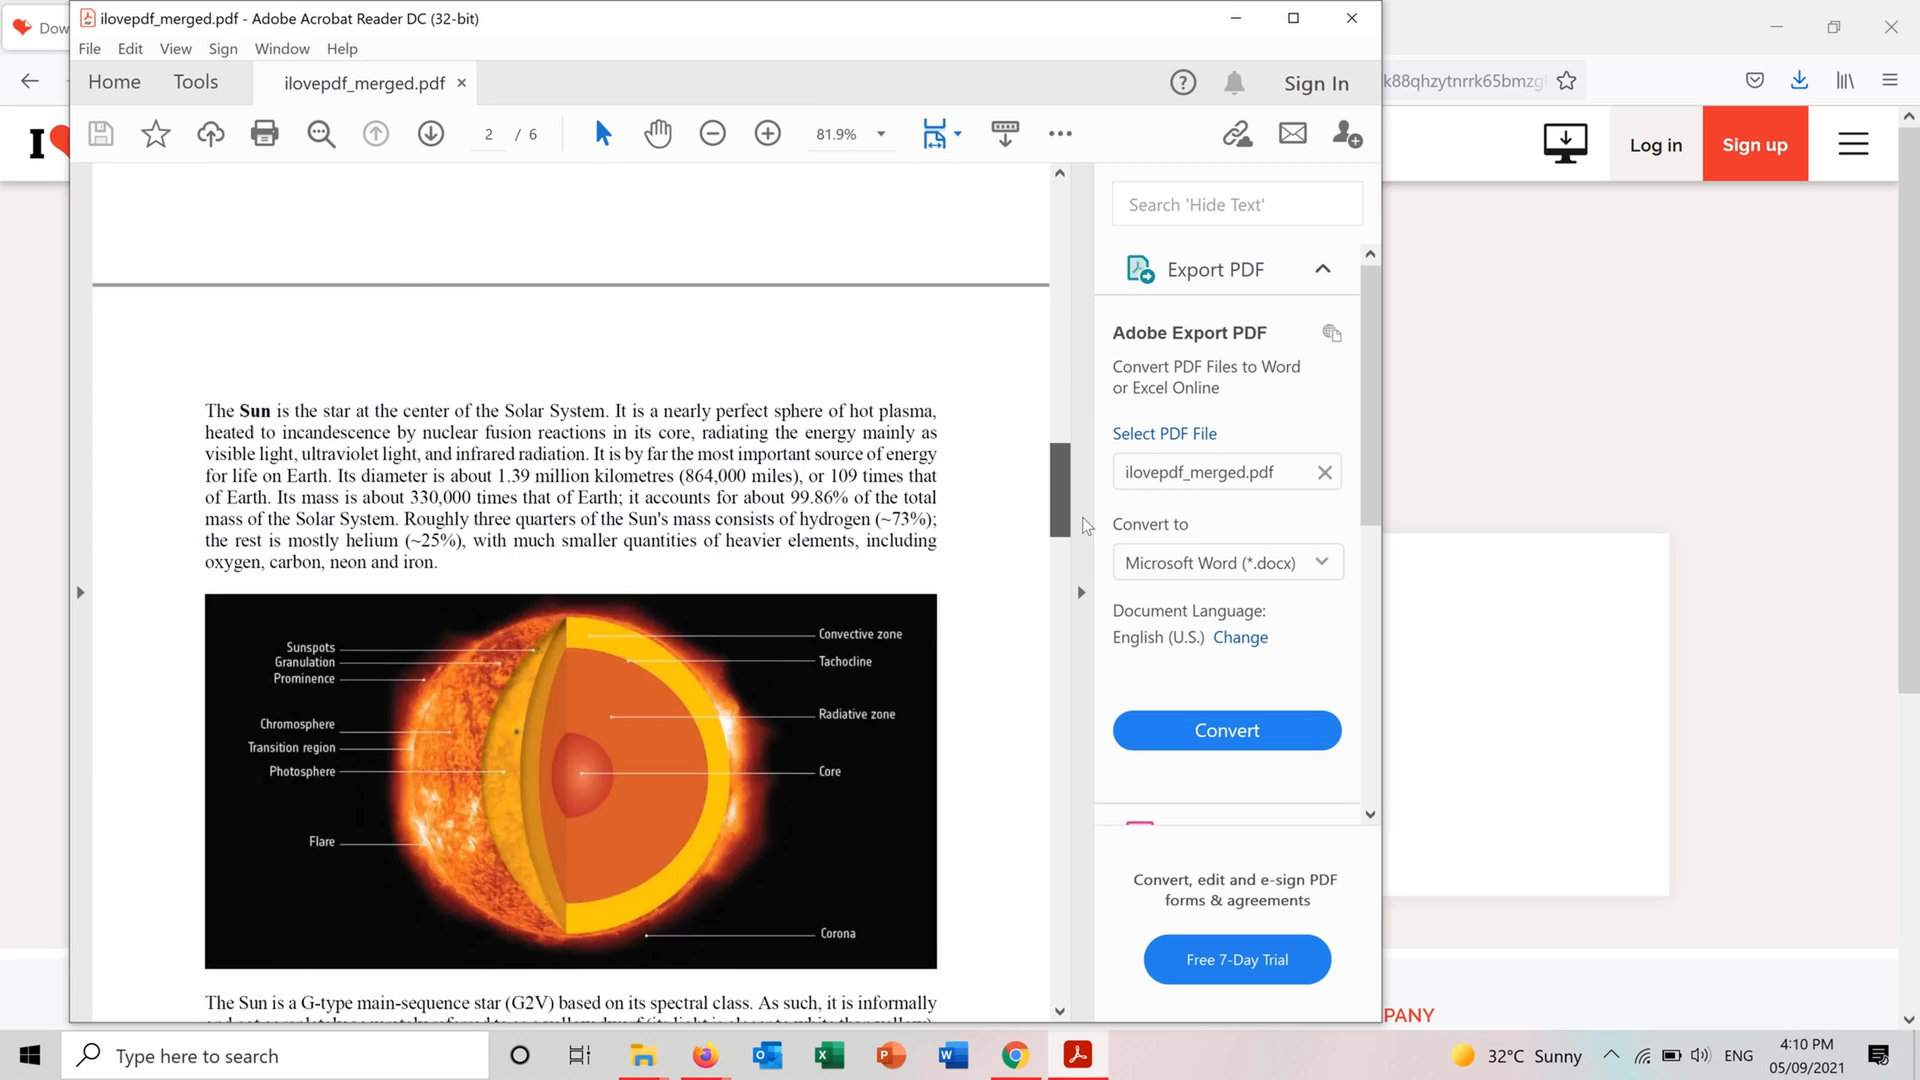 ilovepdf_merged.pdf - Adobe Acrobat Reader DC (32-bit)
Dow
File Edit View Sign Window Help
Home Tools ilovepdf_merged.pdf Sign In
k88qhzytnrrk65bmzg
2 / 6 81.9%
I
Log in Sign up
Search 'Hide Text'
Export PDF
Adobe Export PDF
Convert PDF Files to Word
or Excel Online
Select PDF File
ilovepdf_merged.pdf
Convert to
Microsoft Word (*.docx)
Document Language:
English (U.S.) Change
Convert
Convert, edit and e-sign PDF
forms & agreements
Free 7-Day Trial
The Sun is the star at the center of the Solar System. It is a nearly perfect sphere of hot plasma,
heated to incandescence by nuclear fusion reactions in its core, radiating the energy mainly as
visible light, ultraviolet light, and infrared radiation. It is by far the most important source of energy
for life on Earth. Its diameter is about 1.39 million kilometres (864,000 miles), or 109 times that
of Earth. Its mass is about 330,000 times that of Earth; it accounts for about 99.86% of the total
mass of the Solar System. Roughly three quarters of the Sun's mass consists of hydrogen (~73%);
the rest is mostly helium (~25%), with much smaller quantities of heavier elements, including
oxygen, carbon, neon and iron.
Sunspots
Granulation
Prominence
Chromosphere
Transition region
Photosphere
Flare
Convective zone
Tachocline
Radiative zone
Core
Corona
The Sun is a G-type main-sequence star (G2V) based on its spectral class. As such, it is informally
PANY
Type here to search
32°C Sunny
ENG
4:10 PM
05/09/2021